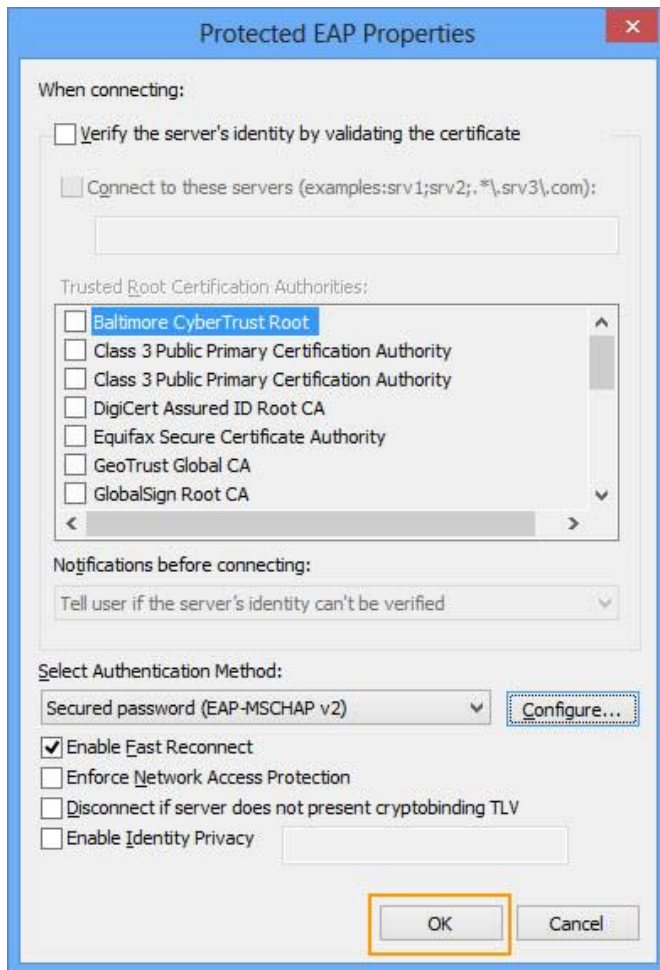 Protected EAP Properties
When connecting:
Verify the server's identity by validating the certificate
Connect to these servers (examples:srv1;srv2;.*\.srv3\.com):
Trusted Root Certification Authorities:
Baltimore CyberTrust Root
Class 3 Public Primary Certification Authority
Class 3 Public Primary Certification Authority
DigiCert Assured ID Root CA
Equifax Secure Certificate Authority
GeoTrust Global CA
GlobalSign Root CA
Notifications before connecting:
Tell user if the server's identity can't be verified
Select Authentication Method:
Secured password (EAP-MSCHAP v2)
Configure...
Enable Fast Reconnect
Enforce Network Access Protection
Disconnect if server does not present cryptobinding TLV
Enable Identity Privacy
OK
Cancel